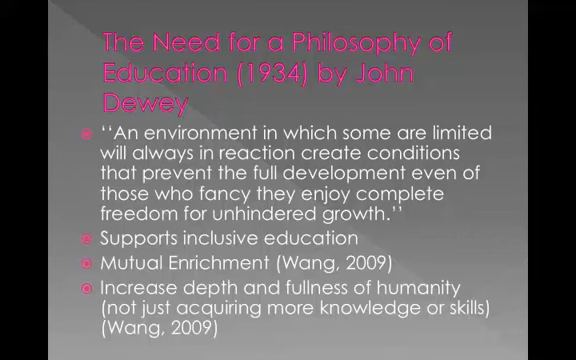 The Need for a Philosophy of
Education (1934) by John
Dewey
‘‘An environment in which some are limited
will always in reaction create conditions
that prevent the full development even of
those who fancy they enjoy complete
freedom for unhindered growth.’’
Supports inclusive education
Mutual Enrichment (Wang, 2009)
Increase depth and fullness of humanity
(not just acquiring more knowledge or skills)
(Wang, 2009)